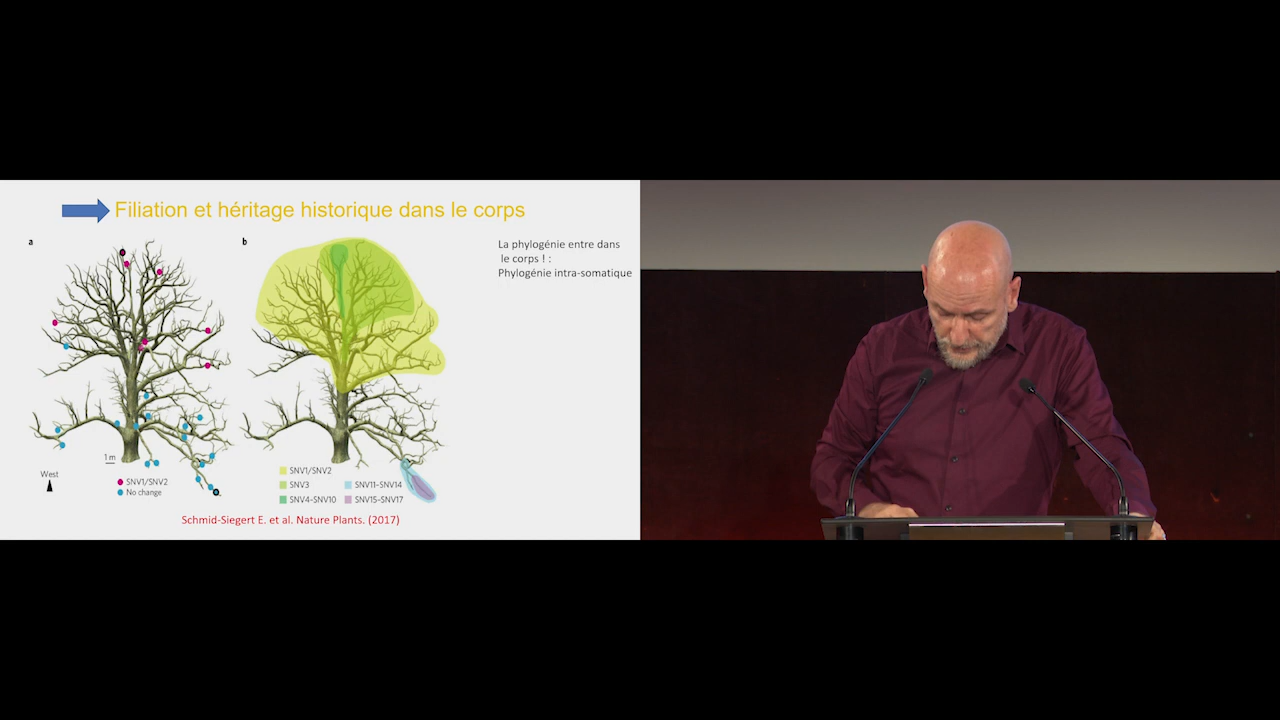 Filiation et héritage historique dans le corps
a
b
La phylogénie entre dans
le corps ! :
Phylogénie intra-somatique
1 m
West
SNV1/SNV2
No change
SNV1/SNV2
SNV3
SNV4–SNV10
SNV11–SNV14
SNV15–SNV17
Schmid-Siegert E. et al. Nature Plants. (2017)